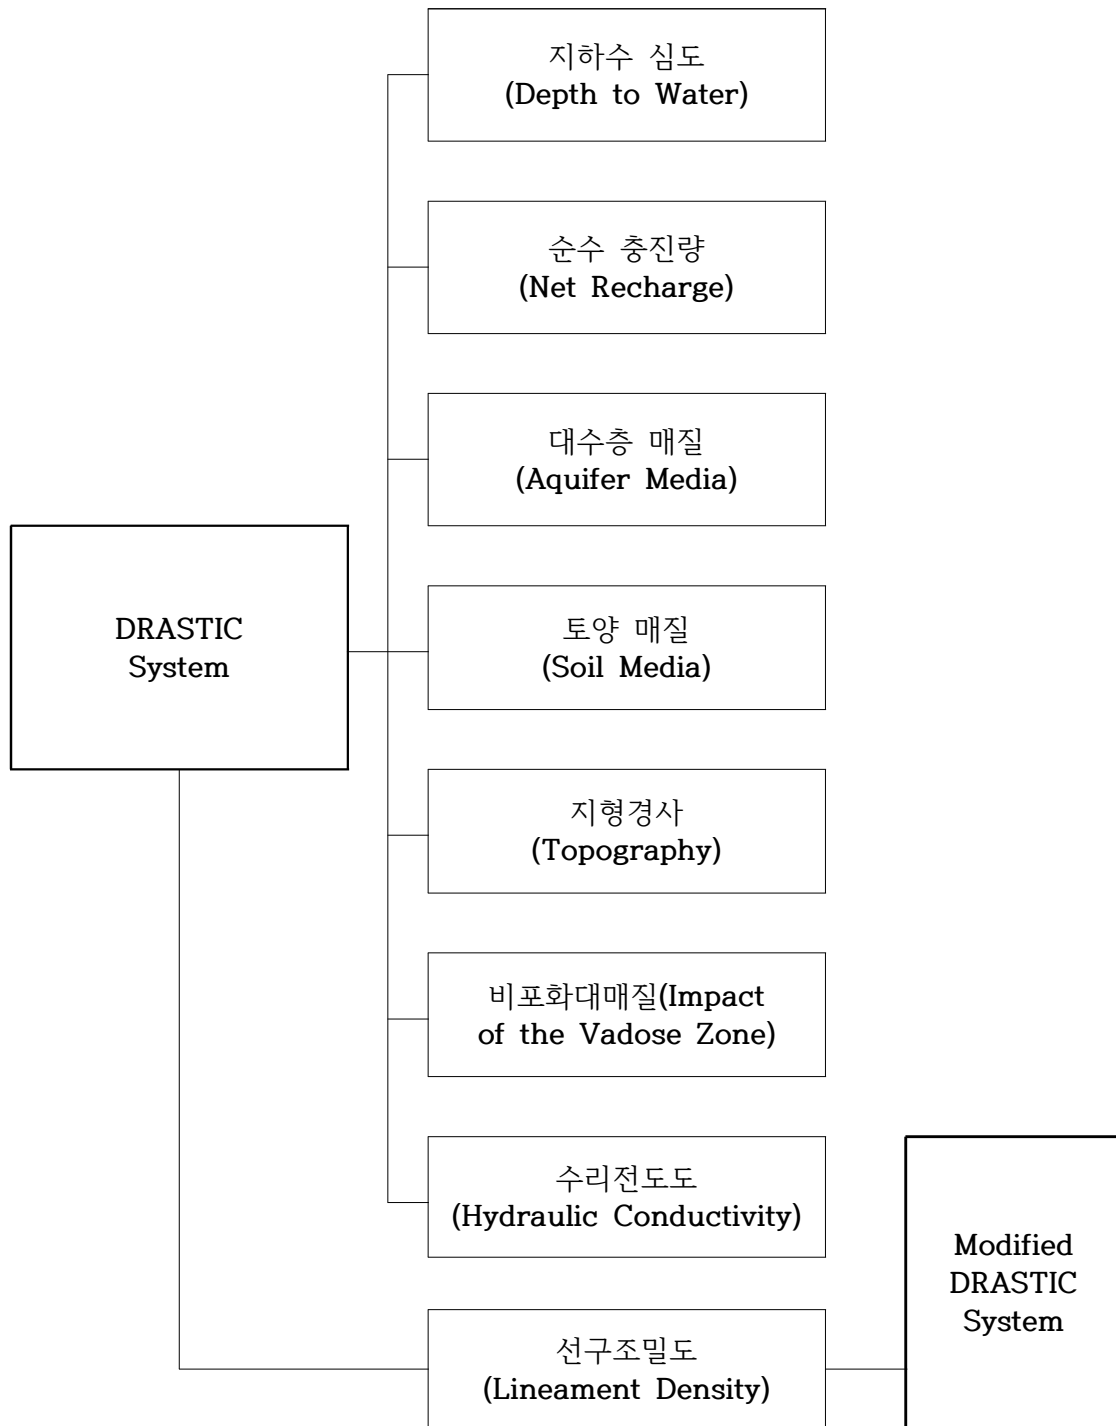 지하수 심도
(Depth to Water)
순수 충진량
(Net Recharge)
대수층 매질
(Aquifer Media)
DRASTIC
System
토양 매질
(Soil Media)
지형경사
(Topography)
비포화대매질(Impact
of the Vadose Zone)
수리전도도
(Hydraulic Conductivity)
선구조밀도
(Lineament Density)
Modified
DRASTIC
System